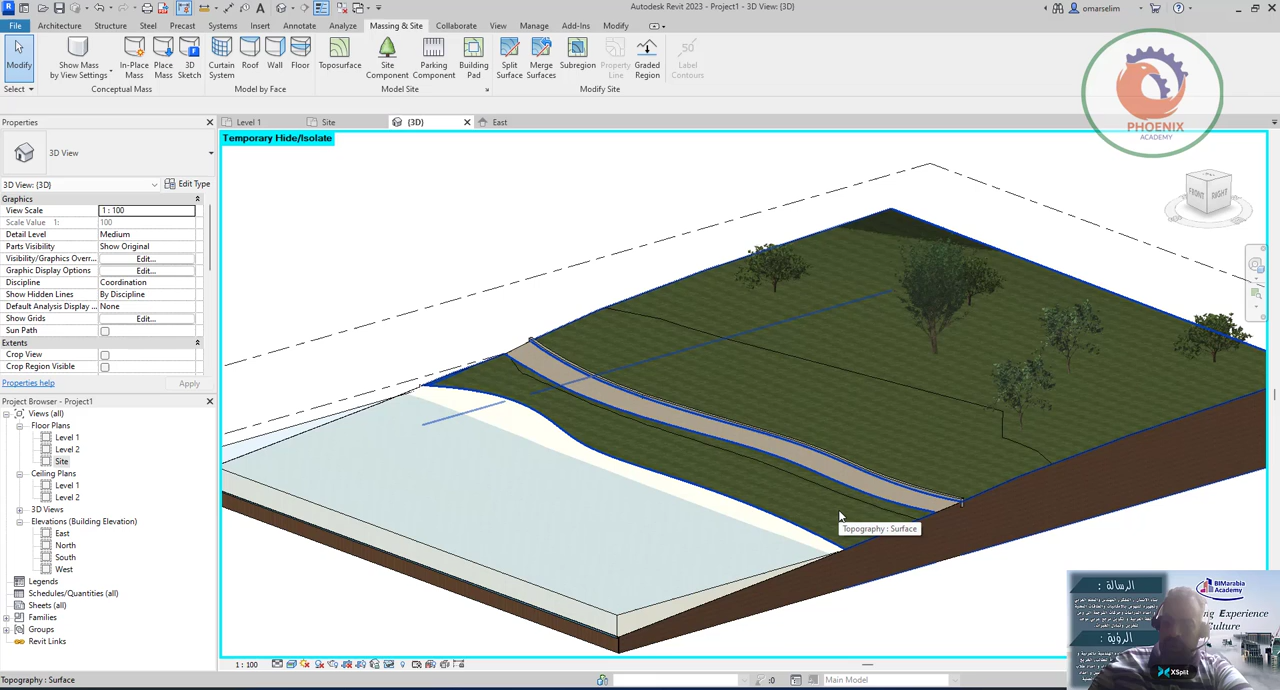 Autodesk Revit 2023 - Project1 - 3D View: {3D}
omarselim
File
Architecture
Structure
Steel
Precast
Systems
Insert
Annotate
Analyze
Massing & Site
Collaborate
View
Manage
Add-Ins
Modify
Modify
Show Mass
by View Settings
In-Place
Mass
Place
Mass
3D
Sketch
Curtain
System
Roof
Wall
Floor
Toposurface
Site
Component
Parking
Component
Building
Pad
Split
Surface
Merge
Surfaces
Subregion
Property
Line
Graded
Region
Label
Contours
Select
Conceptual Mass
Model by Face
Model Site
Modify Site
PHOENIX
ACADEMY
Properties
Level 1
Site
{3D}
East
Temporary Hide/Isolate
3D View
3D View: {3D}
Edit Type
Graphics
View Scale
1 : 100
Scale Value 1:
100
Detail Level
Medium
Parts Visibility
Show Original
Visibility/Graphics Overr...
Edit...
Graphic Display Options
Edit...
Discipline
Coordination
Show Hidden Lines
By Discipline
Default Analysis Display ...
None
Show Grids
Edit...
Sun Path
Extents
Crop View
Crop Region Visible
Properties help
Apply
FRONT
RIGHT
Project Browser - Project1
Views (all)
Floor Plans
Level 1
Level 2
Site
Ceiling Plans
Level 1
Level 2
3D Views
Elevations (Building Elevation)
East
North
South
West
Legends
Schedules/Quantities (all)
Sheets (all)
Families
Groups
Revit Links
Topography : Surface
الرسالة :
BIMarabia
Academy
ng Experience
Culture
الرؤية :
XSplit
1 : 100
Topography : Surface
:0
Main Model